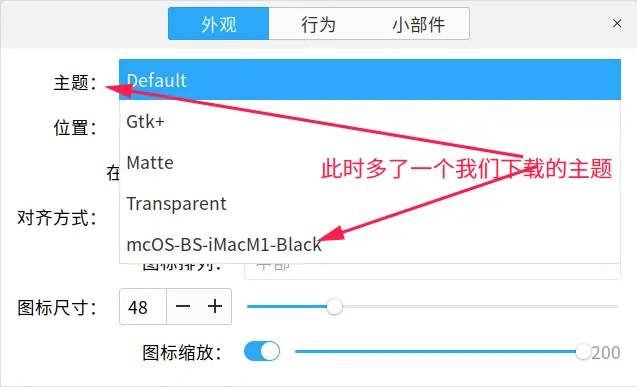 外观 行为 小部件 ×
主题： Default
位置： Gtk+
Matte
在
此时多了一个我们下载的主题
Transparent
对齐方式：
mcOS-BS-iMacM1-Black
图标排列： 中部
图标尺寸： 48 − +
图标缩放： 200